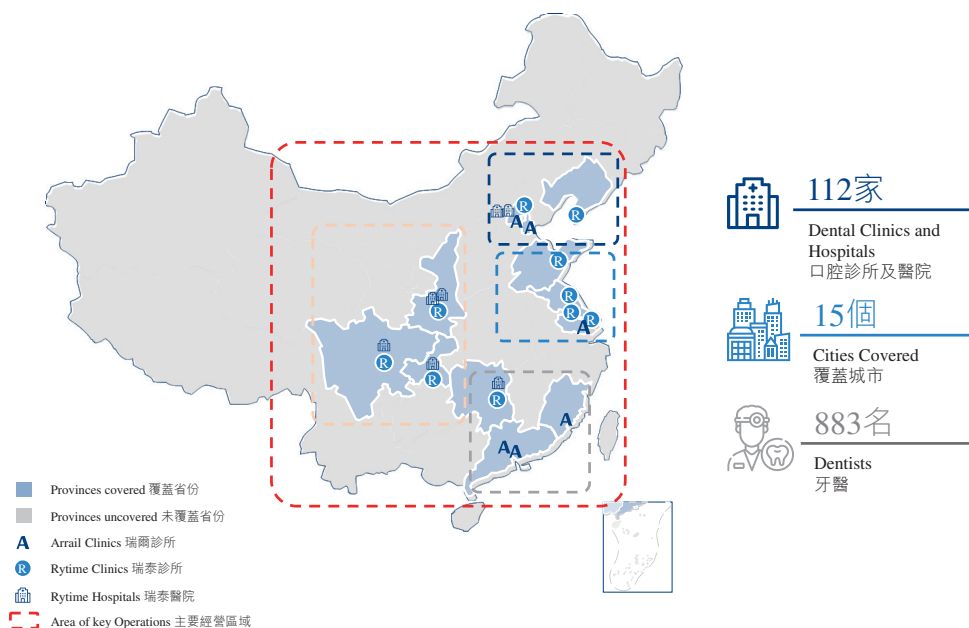 112家
Dental Clinics and
Hospitals
口腔診所及醫院
15個
Cities Covered
覆蓋城市
883名
Dentists
牙醫
R
A
A
R
R
R
R
R
A
R
R
R
R
A
A
A
Provinces covered 覆蓋省份
Provinces uncovered 未覆蓋省份
A Arrail Clinics 瑞爾診所
R Rytime Clinics 瑞泰診所
Rytime Hospitals 瑞泰醫院
Area of key Operations 主要經營區域